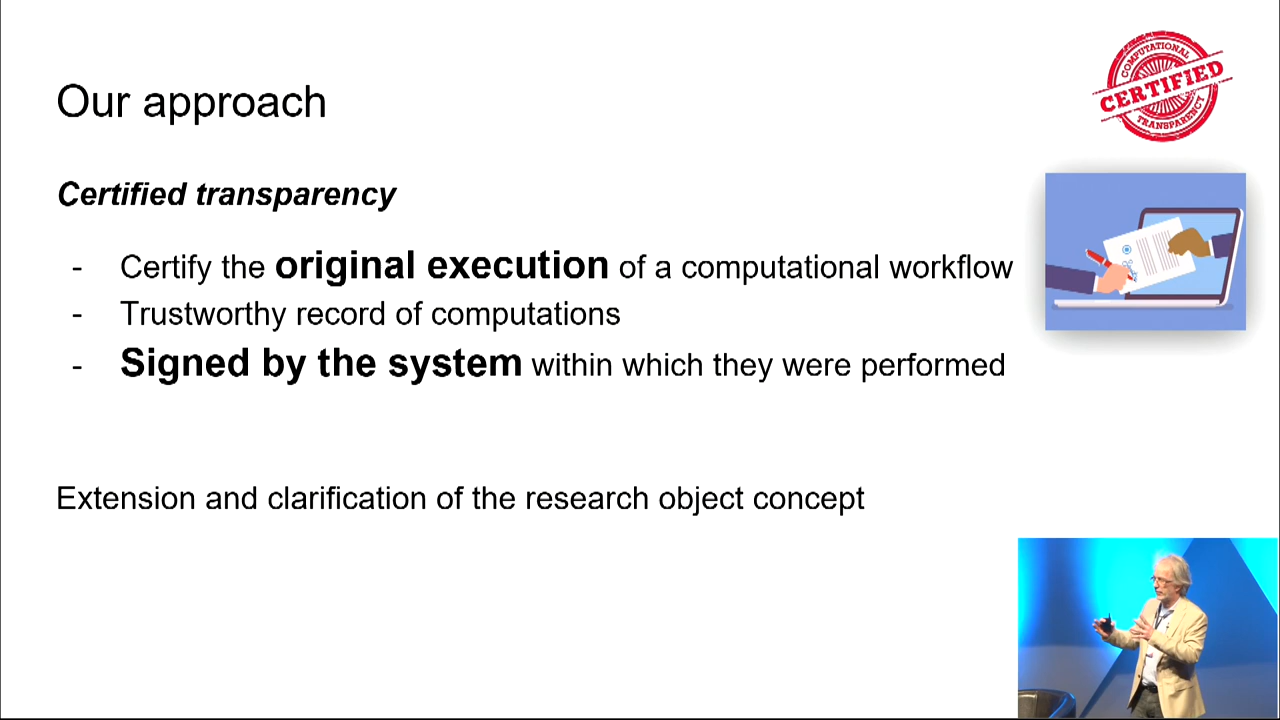 COMPUTATIONAL
CERTIFIED
TRANSPARENCY
Our approach
Certified transparency
- Certify the original execution of a computational workflow
- Trustworthy record of computations
- Signed by the system within which they were performed
Extension and clarification of the research object concept